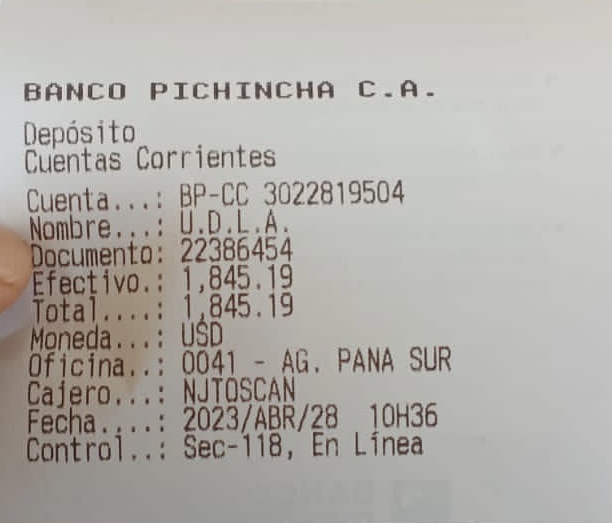 BANCO PICHINCHA C.A.
Depósito
Cuentas Corrientes
Cuenta...: BP-CC 3022819504
Nombre...: U.D.L.A.
Documento: 22386454
Efectivo.: 1,845.19
Total....: 1,845.19
Moneda...: USD
Oficina..: 0041 - AG. PANA SUR
Cajero...: NJTOSCAN
Fecha....: 2023/ABR/28 10H36
Control..: Sec-118, En Línea